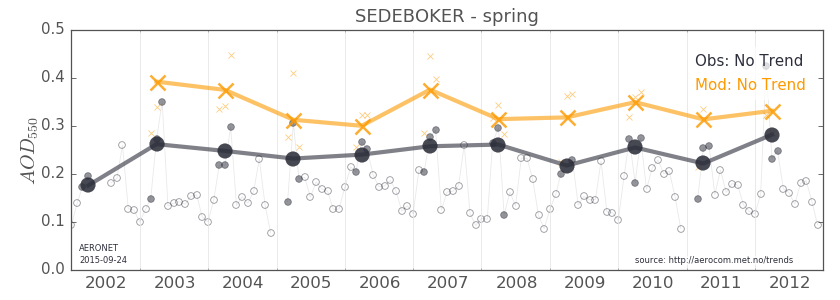 SEDEBOKER - spring
0.5
0.4
0.3
0.2
0.1
0.0
AOD550
Obs: No Trend
Mod: No Trend
AERONET
2015-09-24
source: http://aerocom.met.no/trends
2002 2003 2004 2005 2006 2007 2008 2009 2010 2011 2012